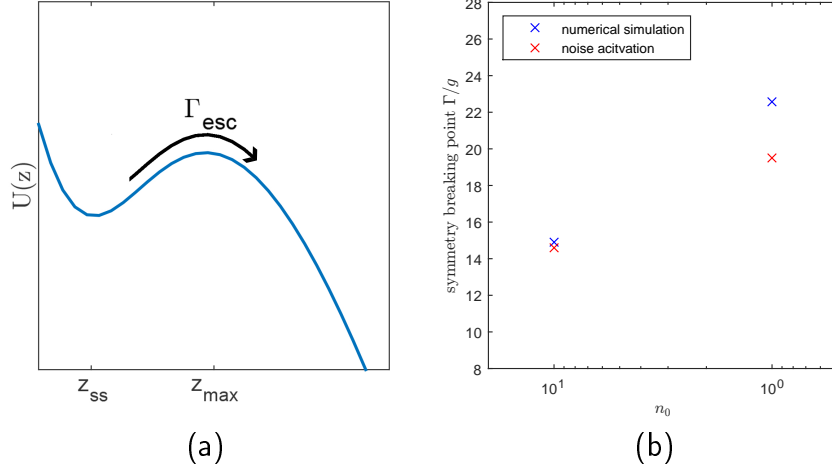 U(z)
Γesc
zss
zmax
(a)
symmetry breaking point Γ/g
28
26
24
22
20
18
16
14
12
10
8
numerical simulation
noise acitvation
10¹
10⁰
n₀
(b)